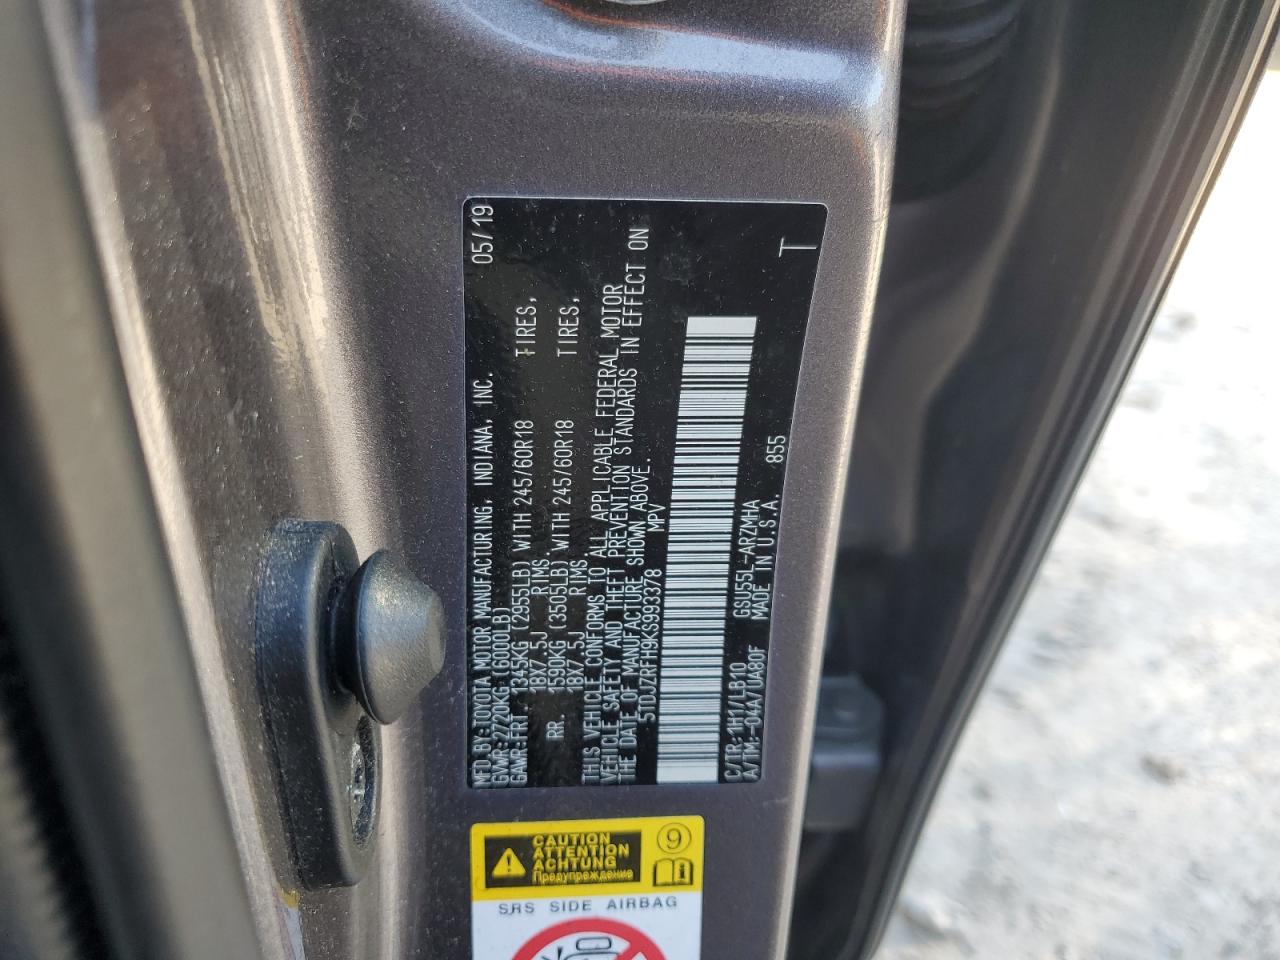 MFD.BY:TOYOTA MOTOR MANUFACTURING, INDIANA, INC. 05/19
GVWR:2720KG(6000LB)
GAWR:FRT. 1345KG (2955LB) WITH 245/60R18 TIRES,
18X7.5J RIMS
RR. 1590KG (3505LB) WITH 245/60R18 TIRES,
18X7.5J RIMS
THIS VEHICLE CONFORMS TO ALL APPLICABLE FEDERAL MOTOR
VEHICLE SAFETY AND THEFT PREVENTION STANDARDS IN EFFECT ON
THE DATE OF MANUFACTURE SHOWN ABOVE.
5TDJZRFH9KS993378 MPV
C/TR:1H1/LB10 GSU55L-ARZMHA 855
A/TM:-04A/UA80F MADE IN U.S.A.
T
CAUTION
ATTENTION
ACHTUNG
Предупреждение
9
SRS SIDE AIRBAG